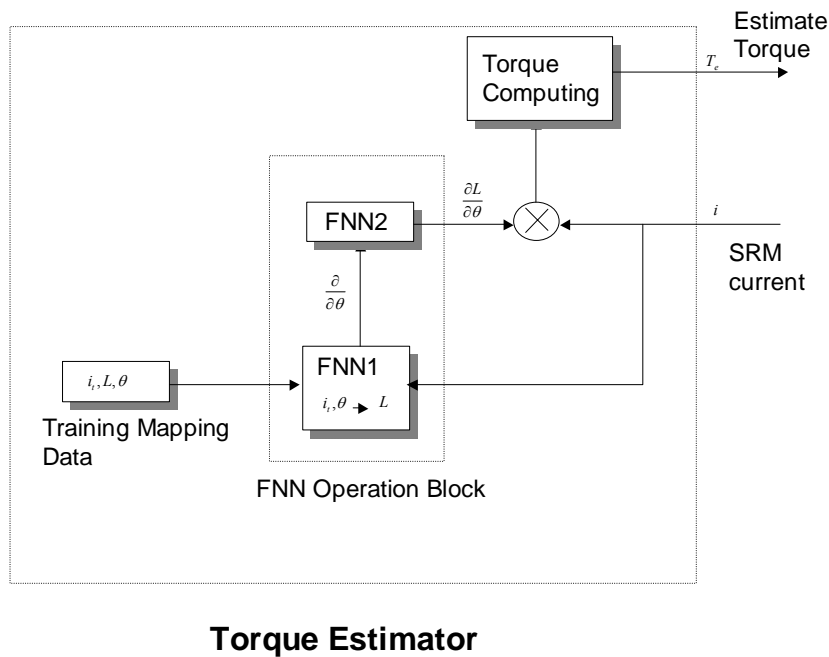 Estimate
Torque
Torque
Computing
T_e
∂L
∂θ
FNN2
i
SRM
current
∂
∂θ
FNN1
i_t, θ → L
i_t, L, θ
Training Mapping
Data
FNN Operation Block
Torque Estimator